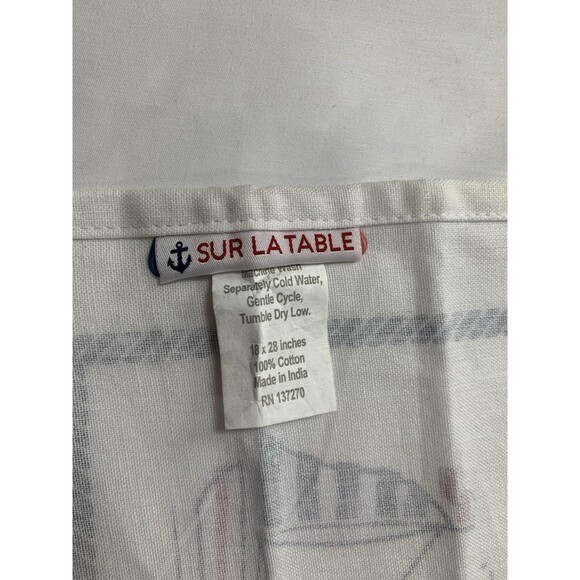 SUR LA TABLE
Machine Wash
Separately Cold Water,
Gentle Cycle,
Tumble Dry Low.
18 x 28 inches
100% Cotton
Made in India
RN 137270